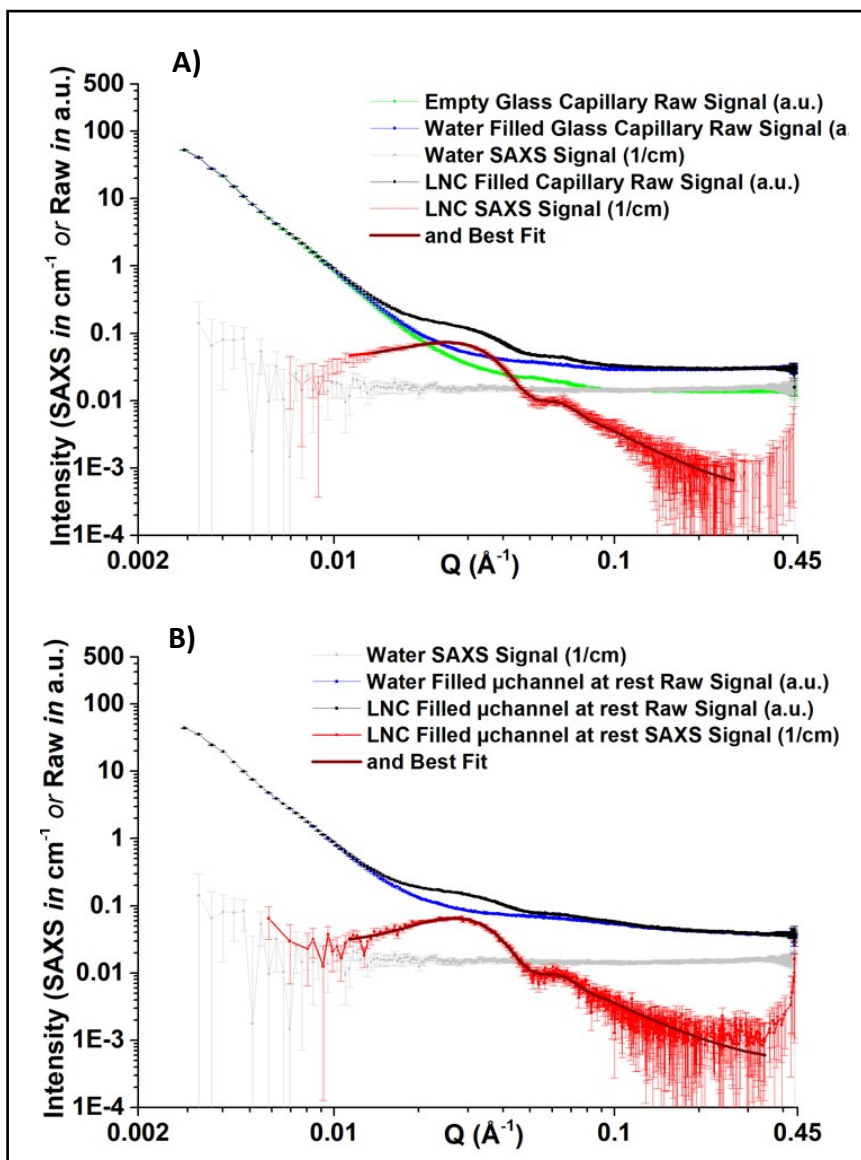 A)
500
100
10
1
0.1
0.01
1E-3
1E-4
Intensity (SAXS in cm⁻¹ or Raw in a.u.)
Empty Glass Capillary Raw Signal (a.u.)
Water Filled Glass Capillary Raw Signal (a.
Water SAXS Signal (1/cm)
LNC Filled Capillary Raw Signal (a.u.)
LNC SAXS Signal (1/cm)
and Best Fit
0.002 0.01 0.1 0.45
Q (Å⁻¹)
B)
500
100
10
1
0.1
0.01
1E-3
1E-4
Intensity (SAXS in cm⁻¹ or Raw in a.u.)
Water SAXS Signal (1/cm)
Water Filled µchannel at rest Raw Signal (a.u.)
LNC Filled µchannel at rest Raw Signal (a.u.)
LNC Filled µchannel at rest SAXS Signal (1/cm)
and Best Fit
0.002 0.01 0.1 0.45
Q (Å⁻¹)